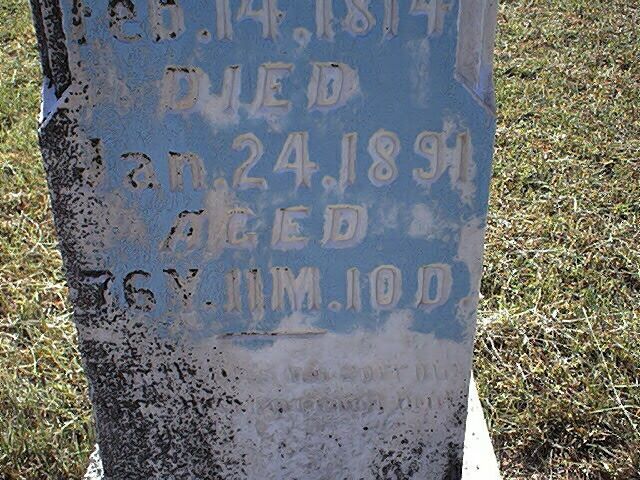 Feb. 14, 1814
DIED
Jan. 24, 1891
AGED
76Y. 11M. 10D.